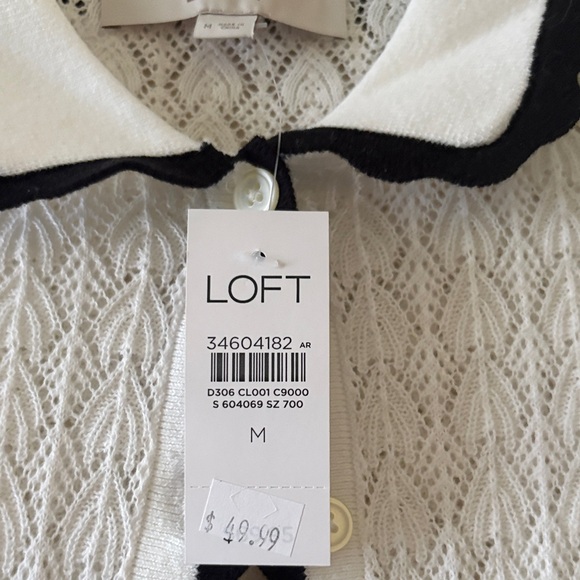 M
LOFT
34604182 AR
D306 CL001 C9000
S 604069 SZ 700
M
$ 49.99